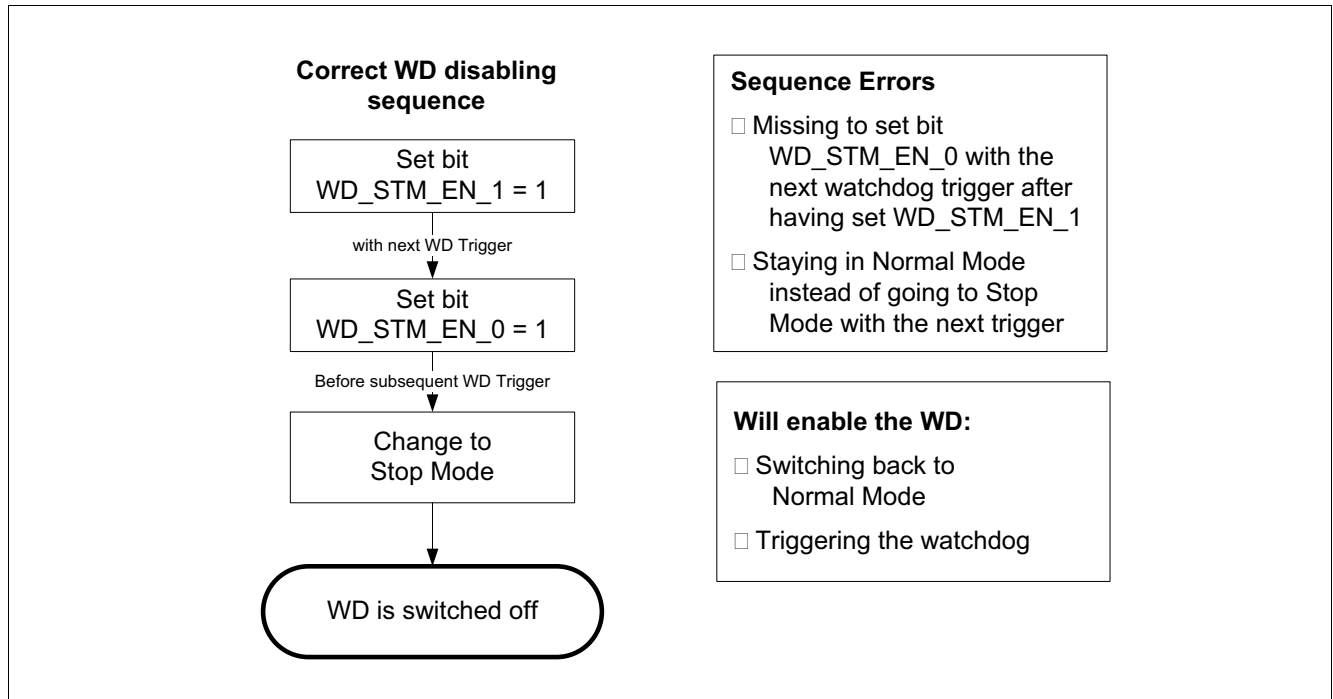 Correct WD disabling
sequence
Set bit
WD_STM_EN_1 = 1
with next WD Trigger
Set bit
WD_STM_EN_0 = 1
Before subsequent WD Trigger
Change to
Stop Mode
WD is switched off
Sequence Errors
□ Missing to set bit
WD_STM_EN_0 with the
next watchdog trigger after
having set WD_STM_EN_1
□ Staying in Normal Mode
instead of going to Stop
Mode with the next trigger
Will enable the WD:
□ Switching back to
Normal Mode
□ Triggering the watchdog